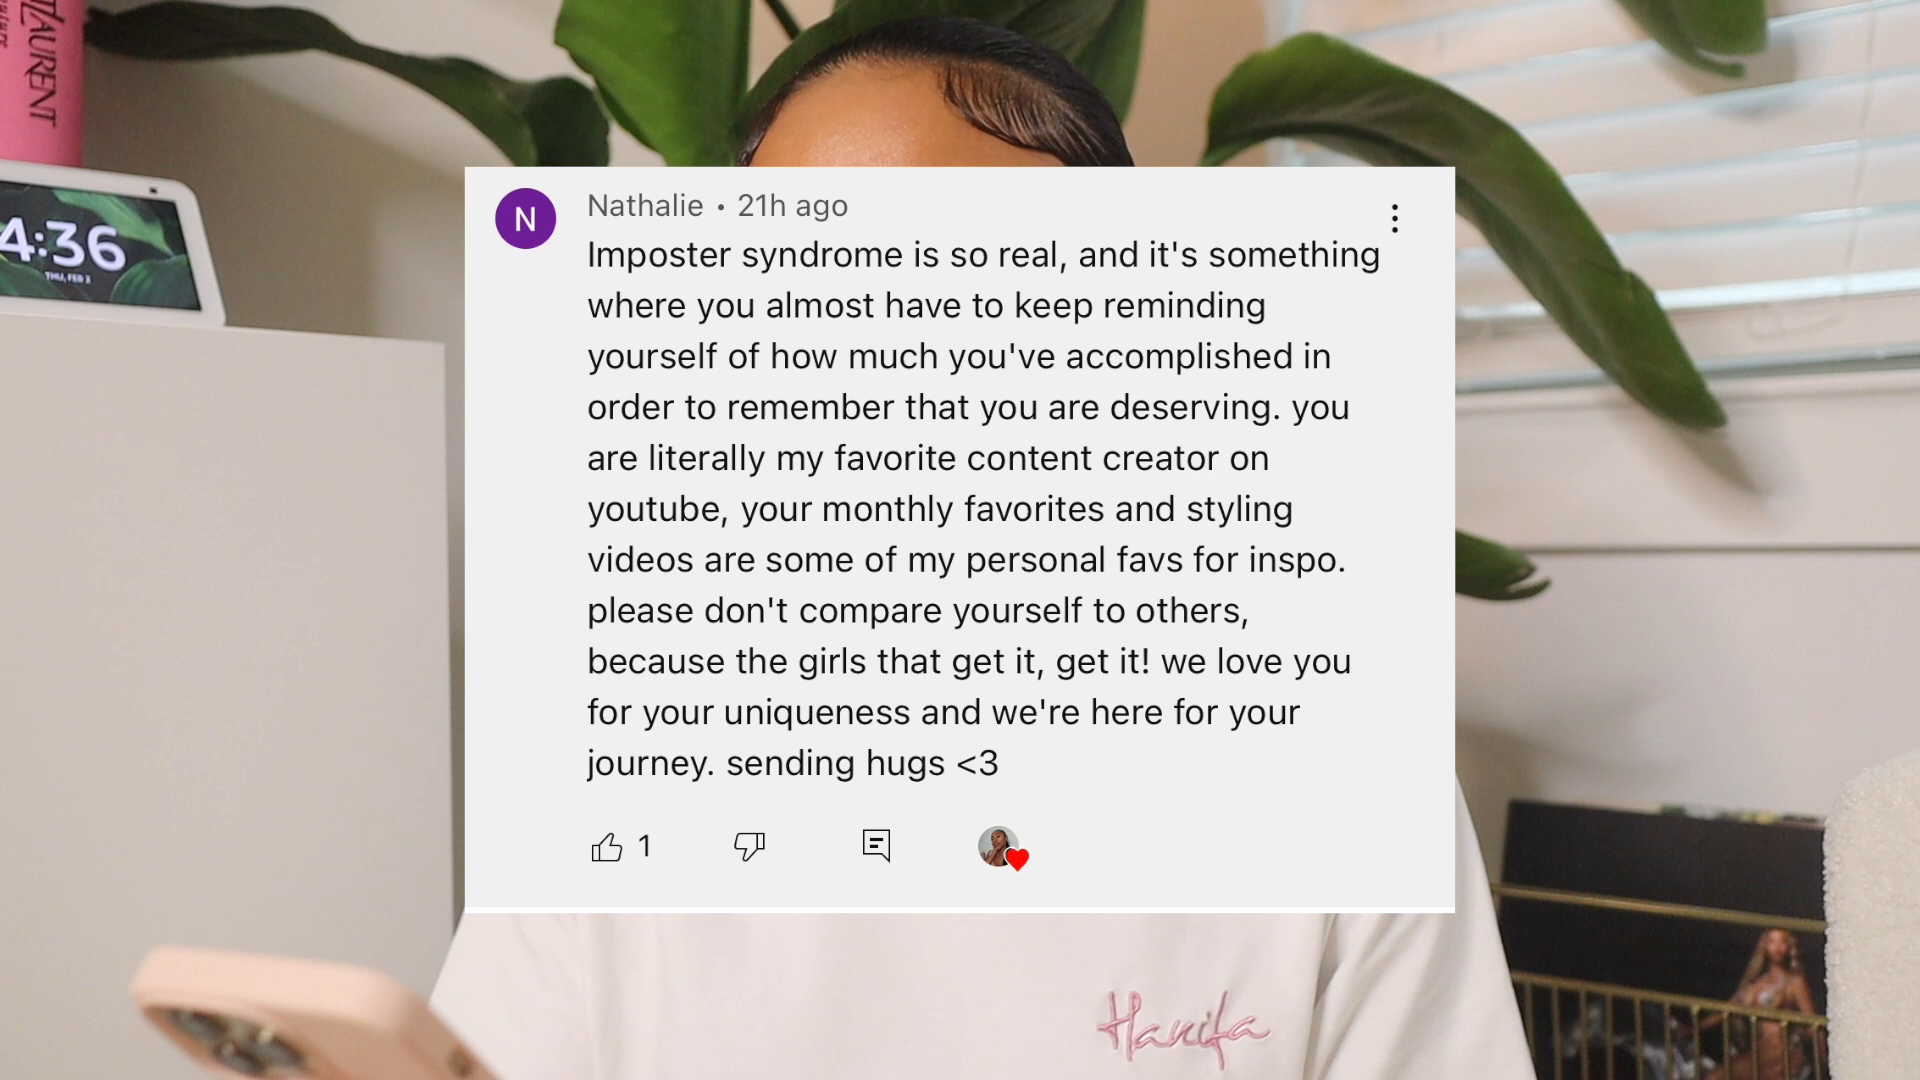 LAURENT
4:36
THU, FEB 3
N
Nathalie • 21h ago
Imposter syndrome is so real, and it's something
where you almost have to keep reminding
yourself of how much you've accomplished in
order to remember that you are deserving. you
are literally my favorite content creator on
youtube, your monthly favorites and styling
videos are some of my personal favs for inspo.
please don't compare yourself to others,
because the girls that get it, get it! we love you
for your uniqueness and we're here for your
journey. sending hugs <3
1
Hanifa